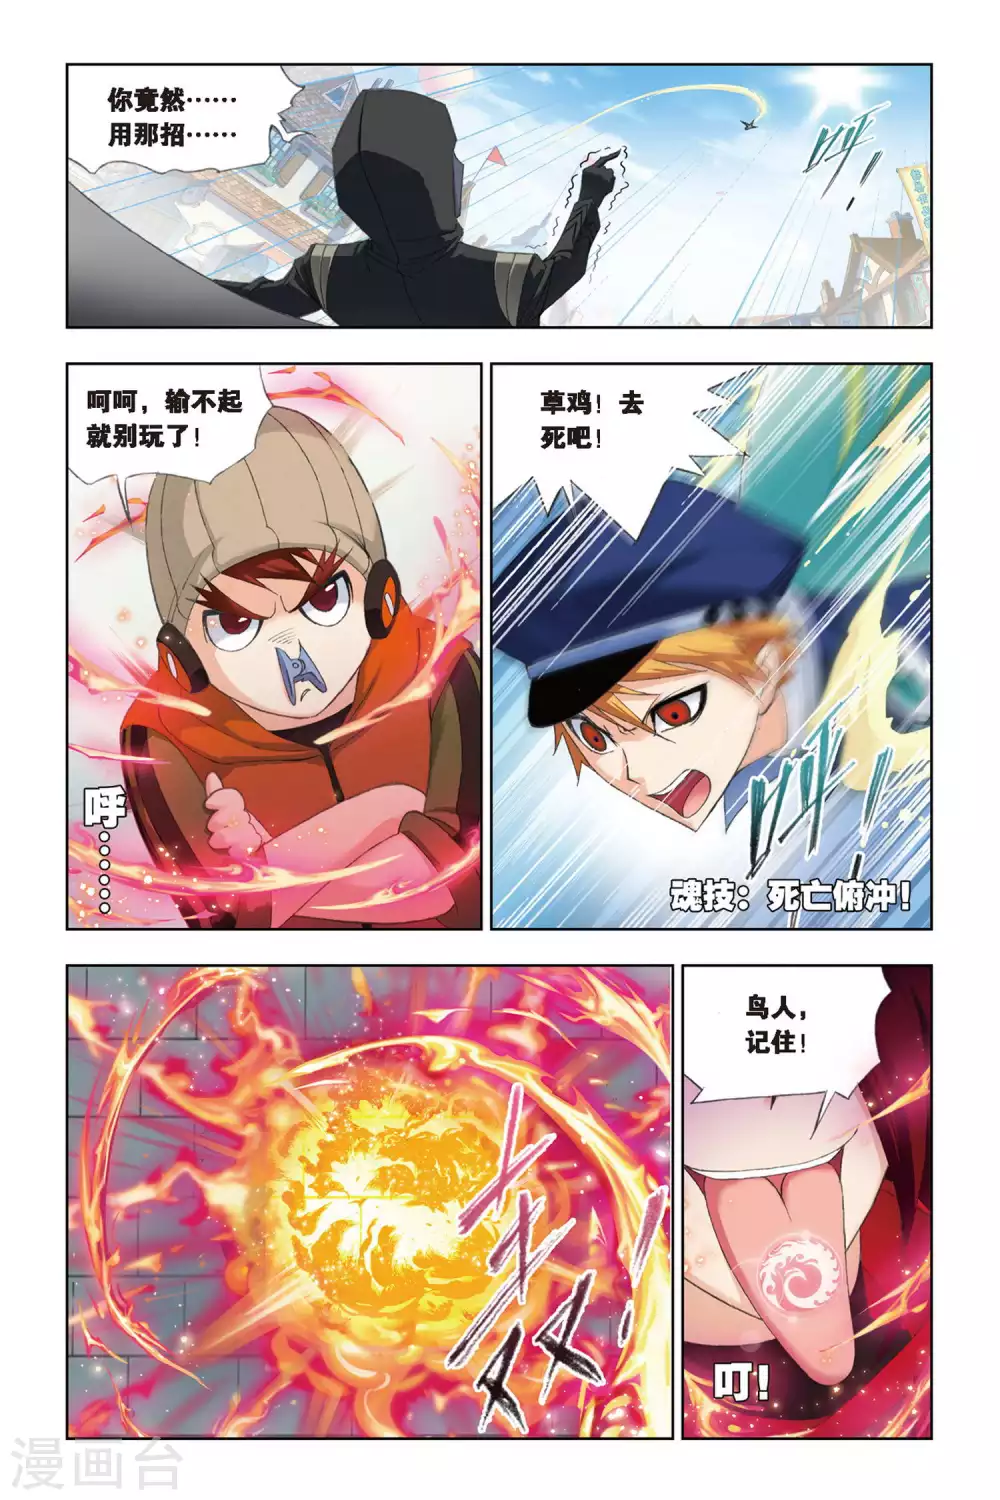 你竟然……
用那招……
呼
呵呵，输不起
就别玩了！
呼………
草鸡！去
死吧！
呼
魂技：死亡俯冲！
轰！
鸟人，
记住！
叮！
漫画台